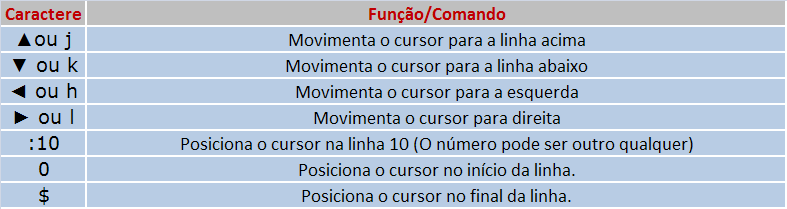 Caractere Função/Comando
▲ou j Movimenta o cursor para a linha acima
▼ ou k Movimenta o cursor para a linha abaixo
◄ ou h Movimenta o cursor para a esquerda
► ou l Movimenta o cursor para direita
:10 Posiciona o cursor na linha 10 (O número pode ser outro qualquer)
0 Posiciona o cursor no início da linha.
$ Posiciona o cursor no final da linha.